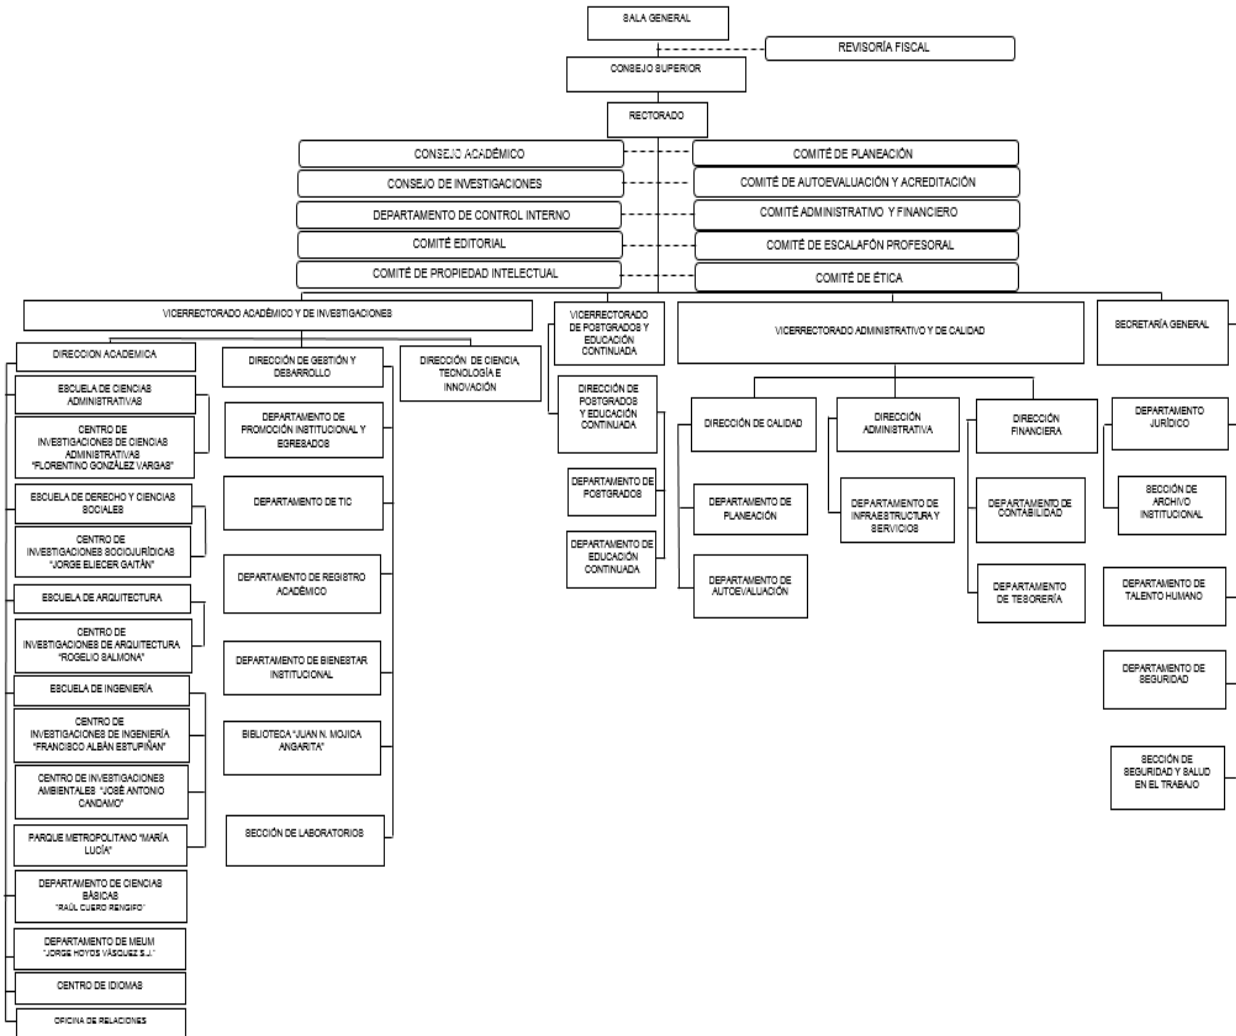 SALA GENERAL
REVISORÍA FISCAL
CONSEJO SUPERIOR
RECTORADO
CONSEJO ACADÉMICO
COMITÉ DE PLANEACIÓN
CONSEJO DE INVESTIGACIONES
COMITÉ DE AUTOEVALUACIÓN Y ACREDITACIÓN
DEPARTAMENTO DE CONTROL INTERNO
COMITÉ ADMINISTRATIVO Y FINANCIERO
COMITÉ EDITORIAL
COMITÉ DE ESCALAFÓN PROFESORAL
COMITÉ DE PROPIEDAD INTELECTUAL
COMITÉ DE ÉTICA
VICERRECTORADO ACADÉMICO Y DE INVESTIGACIONES
VICERRECTORADO
DE POSTGRADOS Y
EDUCACIÓN
CONTINUADA
VICERRECTORADO ADMINISTRATIVO Y DE CALIDAD
SECRETARÍA GENERAL
DIRECCION ACADEMICA
ESCUELA DE CIENCIAS
ADMINISTRATIVAS
CENTRO DE
INVESTIGACIONES DE CIENCIAS
ADMINISTRATIVAS
"FLORENTINO GONZÁLEZ VARGAS"
ESCUELA DE DERECHO Y CIENCIAS
SOCIALES
CENTRO DE
INVESTIGACIONES SOCIOJURÍDICAS
"JORGE ELIECER GAITÁN"
ESCUELA DE ARQUITECTURA
CENTRO DE
INVESTIGACIONES DE ARQUITECTURA
"ROGELIO SALMONA"
ESCUELA DE INGENIERÍA
CENTRO DE
INVESTIGACIONES DE INGENIERÍA
"FRANCISCO ALBÁN ESTUPIÑAN"
CENTRO DE INVESTIGACIONES
AMBIENTALES "JOSÉ ANTONIO
CANDAMO"
PARQUE METROPOLITANO "MARÍA
LUCÍA"
DEPARTAMENTO DE CIENCIAS
BÁSICAS
"RAÚL CUERO RENGIFO"
DEPARTAMENTO DE MEUM
"JORGE HOYOS VÁSQUEZ S.J."
CENTRO DE IDIOMAS
OFICINA DE RELACIONES
DIRECCIÓN DE GESTIÓN Y
DESARROLLO
DEPARTAMENTO DE
PROMOCIÓN INSTITUCIONAL Y
EGRESADOS
DEPARTAMENTO DE TIC
DEPARTAMENTO DE REGISTRO
ACADÉMICO
DEPARTAMENTO DE BIENESTAR
INSTITUCIONAL
BIBLIOTECA "JUAN N. MOJICA
ANGARITA"
SECCIÓN DE LABORATORIOS
DIRECCIÓN DE CIENCIA,
TECNOLOGÍA E
INNOVACIÓN
DIRECCIÓN DE
POSTGRADOS
Y EDUCACIÓN
CONTINUADA
DEPARTAMENTO DE
POSTGRADOS
DEPARTAMENTO DE
EDUCACIÓN
CONTINUADA
DIRECCIÓN DE CALIDAD
DEPARTAMENTO DE
PLANEACIÓN
DEPARTAMENTO DE
AUTOEVALUACIÓN
DIRECCIÓN
ADMINISTRATIVA
DEPARTAMENTO DE
INFRAESTRUCTURA Y
SERVICIOS
DIRECCIÓN
FINANCIERA
DEPARTAMENTO DE
CONTABILIDAD
DEPARTAMENTO
DE TESORERÍA
DEPARTAMENTO
JURÍDICO
SECCIÓN DE
ARCHIVO
INSTITUCIONAL
DEPARTAMENTO DE
TALENTO HUMANO
DEPARTAMENTO DE
SEGURIDAD
SECCIÓN DE
SEGURIDAD Y SALUD
EN EL TRABAJO